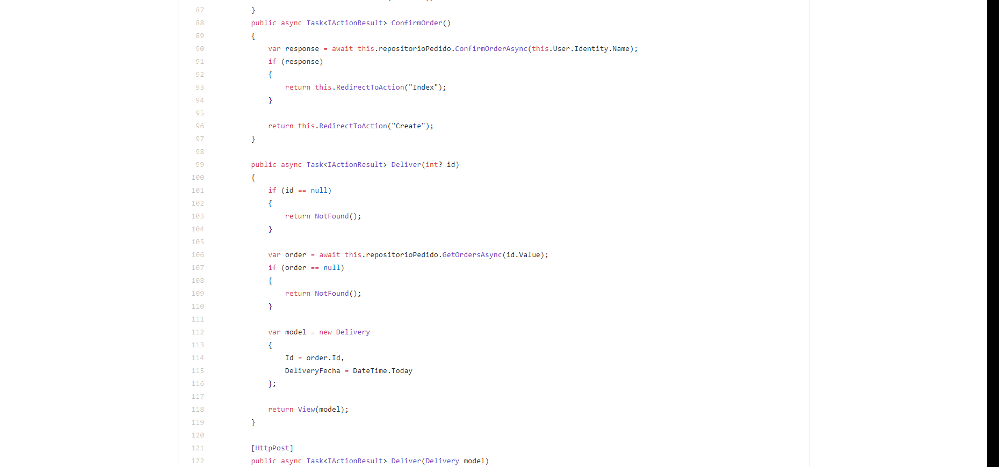 87 }
88 public async Task<IActionResult> ConfirmOrder()
89 {
90 var response = await this.repositorioPedido.ConfirmOrderAsync(this.User.Identity.Name);
91 if (response)
92 {
93 return this.RedirectToAction("Index");
94 }
95
96 return this.RedirectToAction("Create");
97 }
98
99 public async Task<IActionResult> Deliver(int? id)
100 {
101 if (id == null)
102 {
103 return NotFound();
104 }
105
106 var order = await this.repositorioPedido.GetOrdersAsync(id.Value);
107 if (order == null)
108 {
109 return NotFound();
110 }
111
112 var model = new Delivery
113 {
114 Id = order.Id,
115 DeliveryFecha = DateTime.Today
116 };
117
118 return View(model);
119 }
120
121 [HttpPost]
122 public async Task<IActionResult> Deliver(Delivery model)